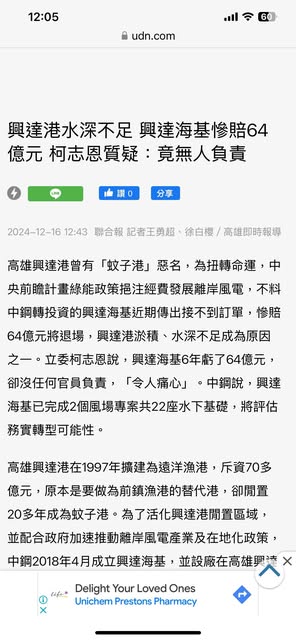 12:05
60
udn.com
興達港水深不足 興達海基慘賠64
億元 柯志恩質疑：竟無人負責
LINE
讚 0
分享
2024-12-16 12:43 聯合報 記者王勇超、徐白櫻 / 高雄即時報導
高雄興達港曾有「蚊子港」惡名，為扭轉命運，中
央前瞻計畫綠能政策挹注經費發展離岸風電，不料
中鋼轉投資的興達海基近期傳出接不到訂單，慘賠
64億元將退場，興達港淤積、水深不足成為原因
之一。立委柯志恩說，興達海基6年虧了64億元，
卻沒任何官員負責，「令人痛心」。中鋼說，興達
海基已完成2個風場專案共22座水下基礎，將評估
務實轉型可能性。
高雄興達港在1997年擴建為遠洋漁港，斥資70多
億元，原本是要做為前鎮漁港的替代港，卻閒置
20多年成為蚊子港。為了活化興達港閒置區域，
並配合政府加速推動離岸風電產業及在地化政策，
中鋼2018年4月成立興達海基，並設廠在高雄興達
Delight Your Loved Ones
Unichem Prestons Pharmacy